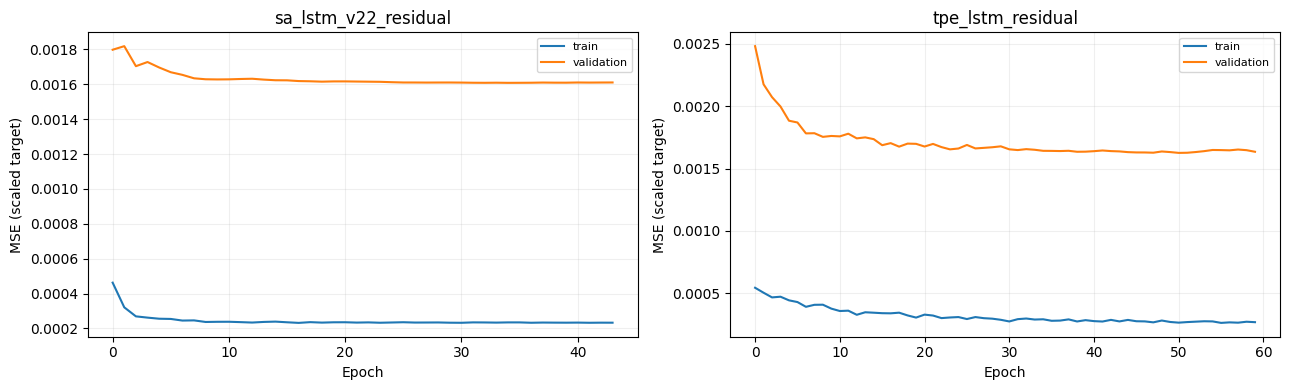 sa_lstm_v22_residual
train
validation
MSE (scaled target)
0.0018
0.0016
0.0014
0.0012
0.0010
0.0008
0.0006
0.0004
0.0002
0 10 20 30 40
Epoch
tpe_lstm_residual
train
validation
MSE (scaled target)
0.0025
0.0020
0.0015
0.0010
0.0005
0 10 20 30 40 50 60
Epoch